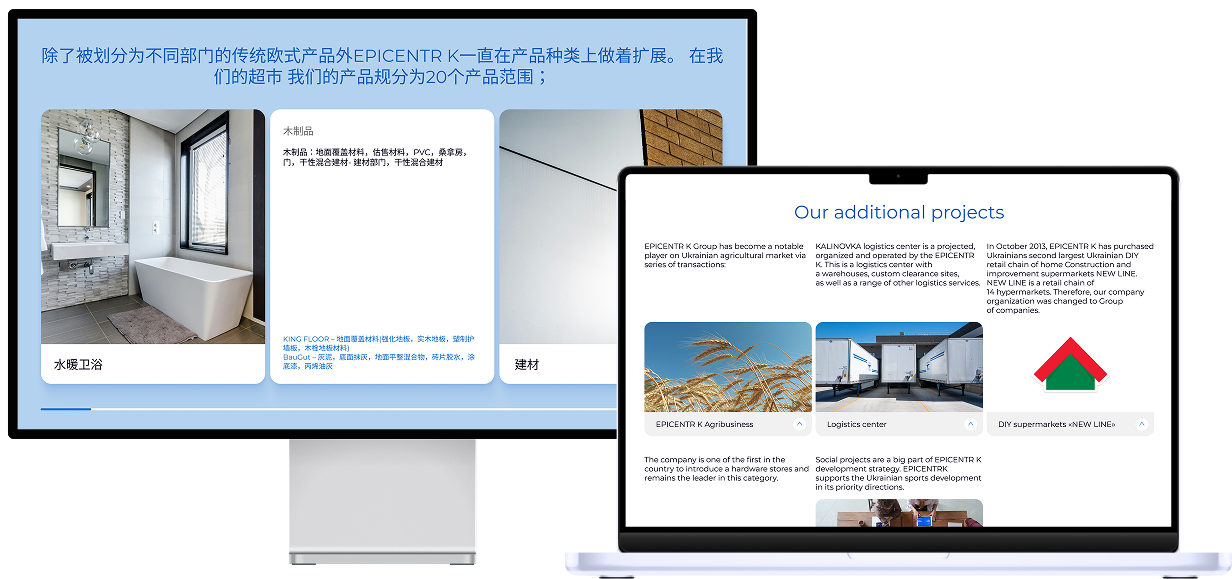 除了被划分为不同部门的传统欧式产品外EPICENTR K一直在产品种类上做着扩展。 在我
们的超市 我们的产品规分为20个产品范围；
水暖卫浴
木制品
木制品：地面覆盖材料，估售材料，PVC，桑拿房，
门，干性混合建材- 建材部门，干性混合建材
KING FLOOR – 地面覆盖材料(强化地板，实木地板，塑制护
墙板，木栓地板材料)
BauGut – 灰泥，底面抹灰，地面平整混合物，砖片胶水，涂
底漆，丙烯油灰
建材
Our additional projects
EPICENTR K Group has become a notable
player on Ukrainian agricultural market via
series of transactions:
EPICENTR K Agribusiness
KALINOVKA logistics center is a projected,
organized and operated by the EPICENTR
K. This is a logistics center with
a warehouses, custom clearance sites,
as well as a range of other logistics services.
Logistics center
In October 2013, EPICENTR K has purchased
Ukrainians second largest Ukrainian DIY
retail chain of home Construction and
improvement supermarkets NEW LINE.
NEW LINE is a retail chain of
14 hypermarkets. Therefore, our company
organization was changed to Group
of companies.
DIY supermarkets «NEW LINE»
The company is one of the first in the
country to introduce a hardware stores and
remains the leader in this category.
Social projects are a big part of EPICENTR K
development strategy. EPICENTRK
supports the Ukrainian sports development
in its priority directions.